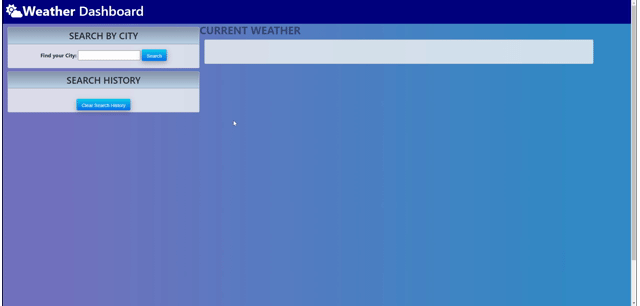 Weather Dashboard
SEARCH BY CITY
Find your City:
Search
SEARCH HISTORY
Clear Search History
CURRENT WEATHER